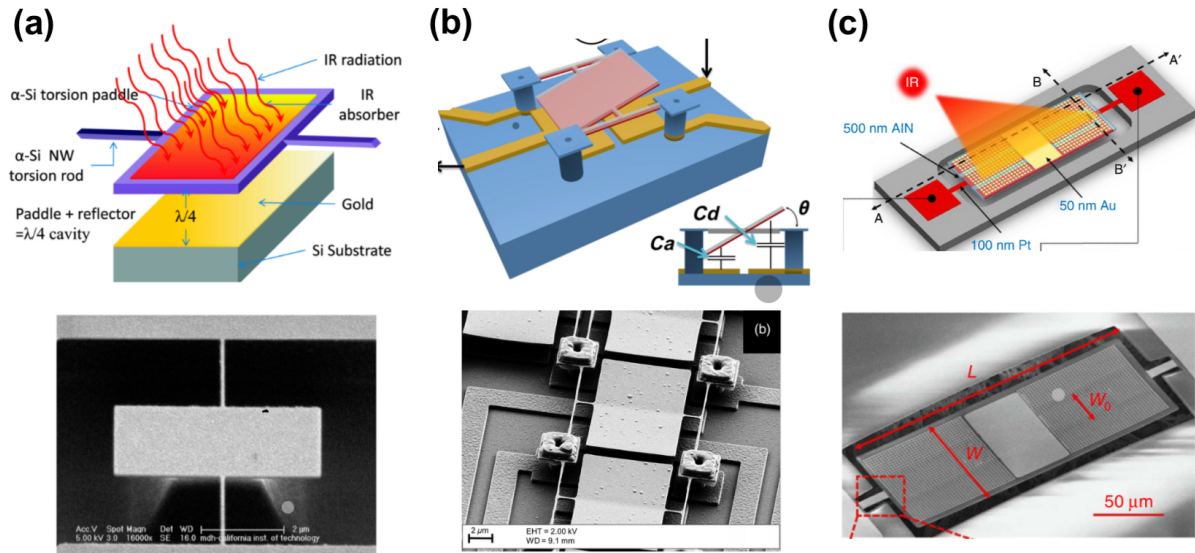 (a)
IR radiation
α-Si torsion paddle
IR
absorber
α-Si NW
torsion rod
Paddle + reflector
=λ/4 cavity
λ/4
Gold
Si Substrate
Acc.V Spot Magn Det WD
5.00 kV 3.0 16000x SE 16.0 mdh-california inst. of technology
2 µm
(b)
Cd
Ca
θ
(b)
2 µm
EHT = 2.00 kV
WD = 9.1 mm
(c)
IR
A'
B
500 nm AlN
B'
A
50 nm Au
100 nm Pt
L
W₀
W
50 µm